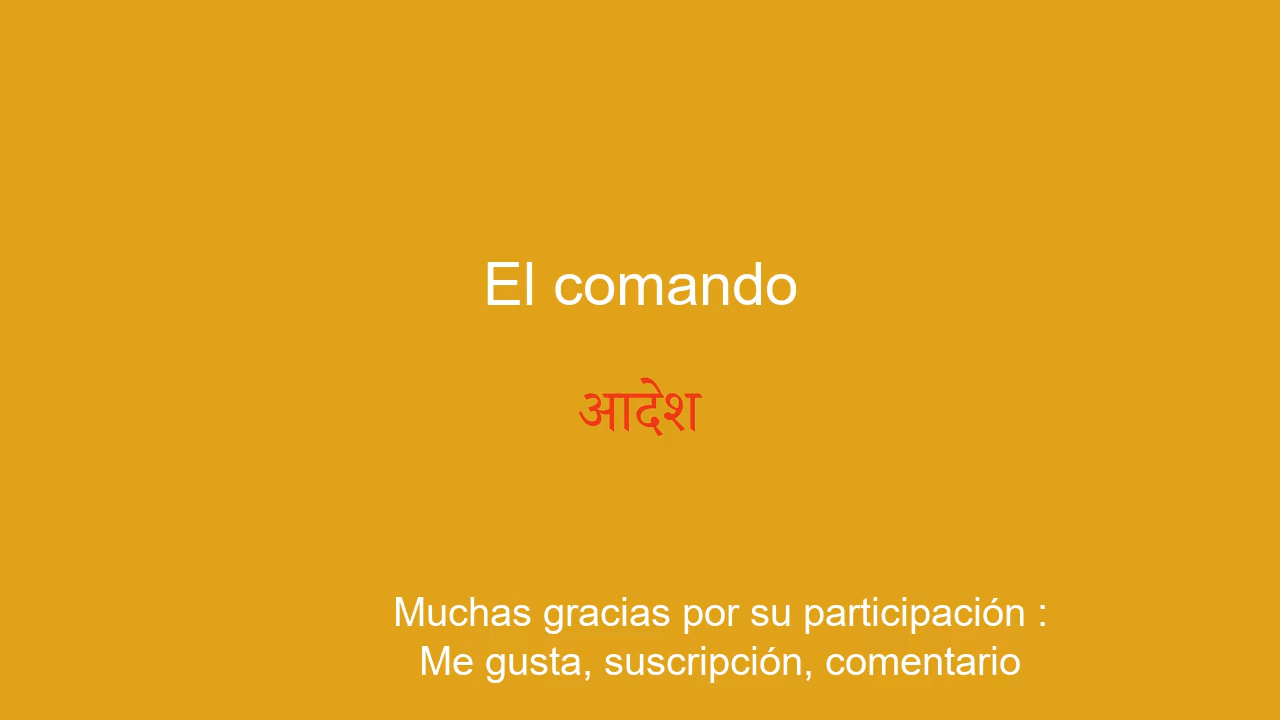 El comando
आदेश
Muchas gracias por su participación :
Me gusta, suscripción, comentario